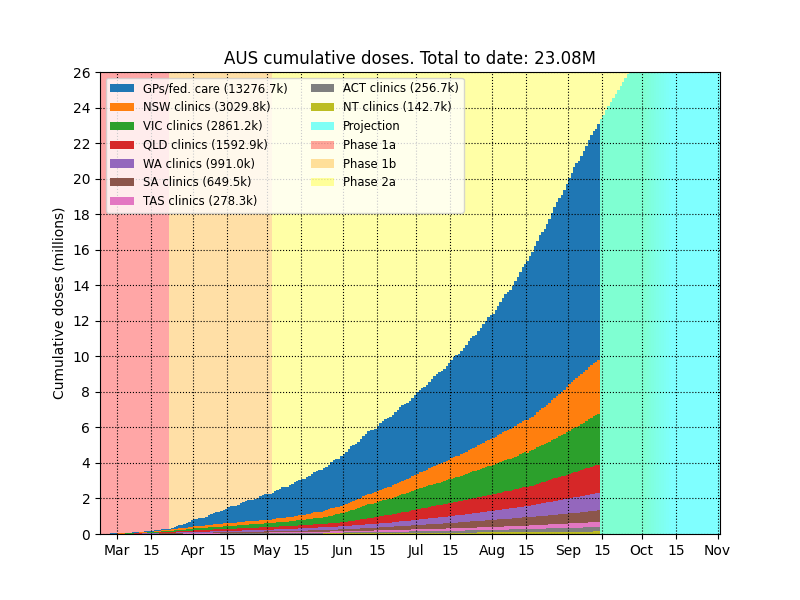 AUS cumulative doses. Total to date: 23.08M
Cumulative doses (millions)
26
24
22
20
18
16
14
12
10
8
6
4
2
0
GPs/fed. care (13276.7k)
NSW clinics (3029.8k)
VIC clinics (2861.2k)
QLD clinics (1592.9k)
WA clinics (991.0k)
SA clinics (649.5k)
TAS clinics (278.3k)
ACT clinics (256.7k)
NT clinics (142.7k)
Projection
Phase 1a
Phase 1b
Phase 2a
Mar 15 Apr 15 May 15 Jun 15 Jul 15 Aug 15 Sep 15 Oct 15 Nov